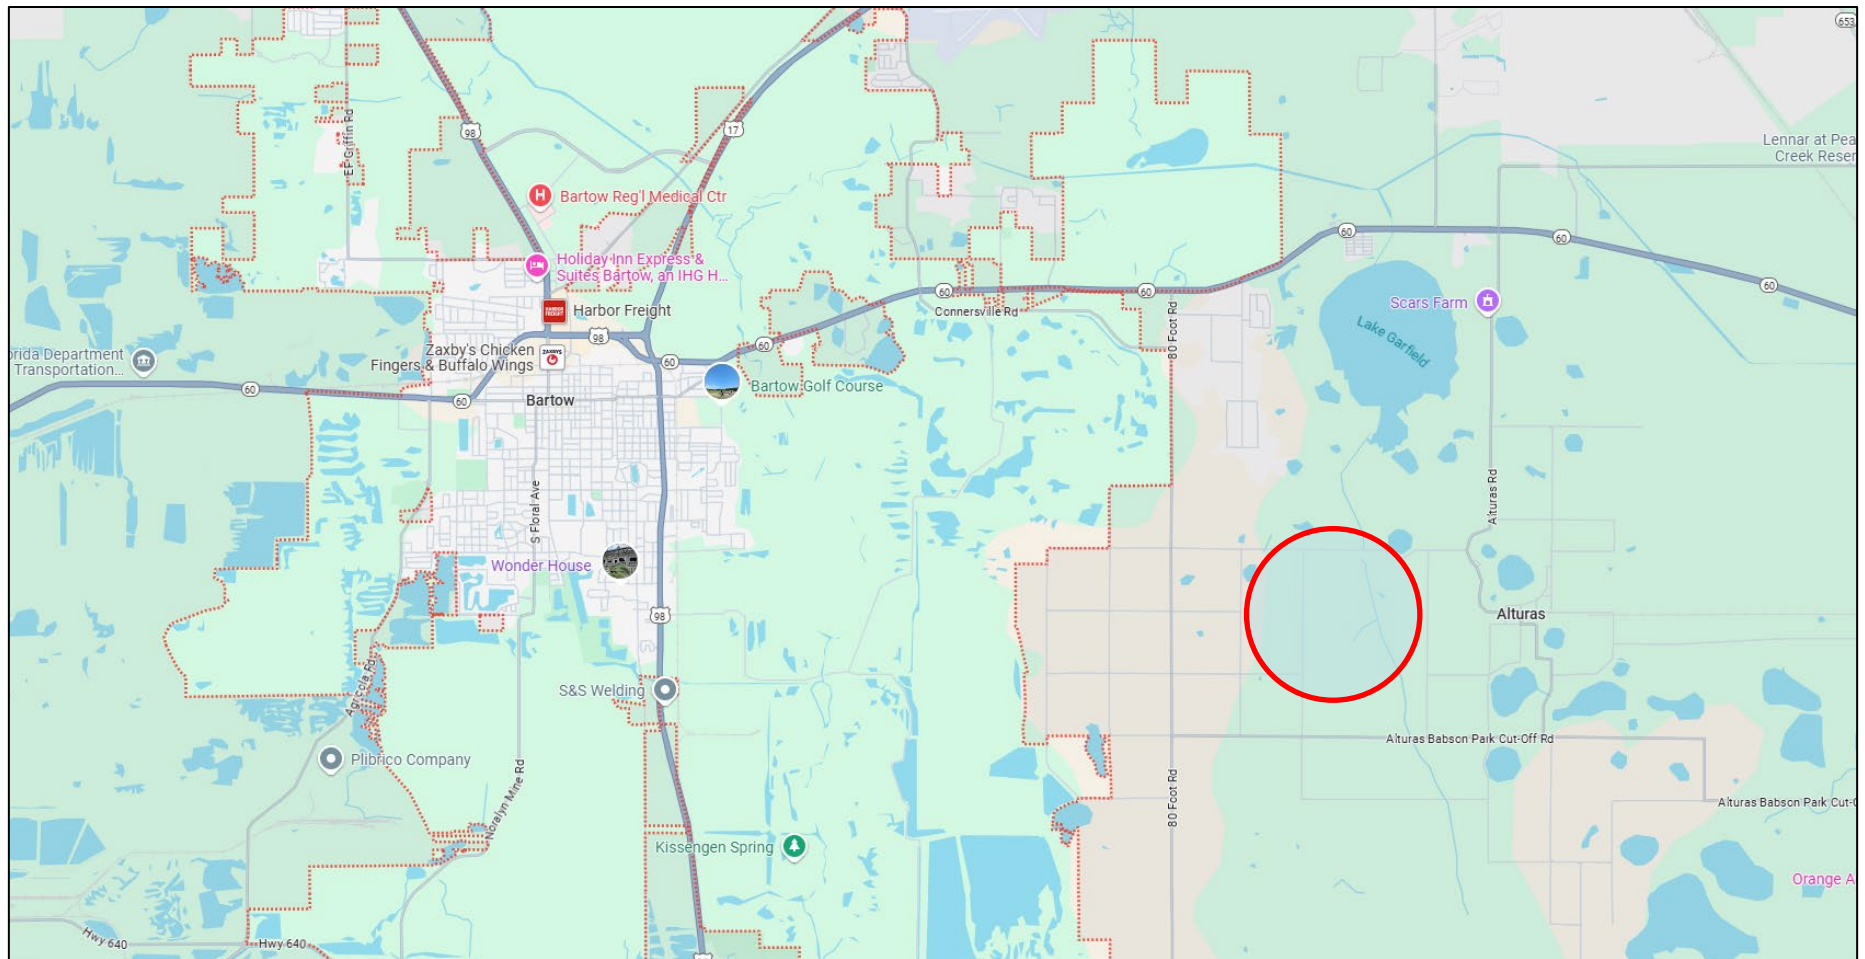 653
98
17
EF Griffin Rd
Lennar at Pea
Creek Reser
Bartow Reg'l Medical Ctr
60
60
Holiday Inn Express &
Suites Bartow, an IHG H...
60
60
60
Scars Farm
Harbor Freight
Connersville Rd
80 Foot Rd
Lake Garfield
98
60
Zaxby's Chicken
Fingers & Buffalo Wings
orida Department
Transportation...
60
60
60
Bartow Golf Course
Bartow
S Floral Ave
Alturas Rd
Wonder House
98
Alturas
Agricola Rd
S&S Welding
Alturas Babson Park Cut-Off Rd
Plibrico Company
Noralyn Mine Rd
80 Foot Rd
Alturas Babson Park Cut-O
Kissengen Spring
Orange A
Hwy 640
Hwy 640